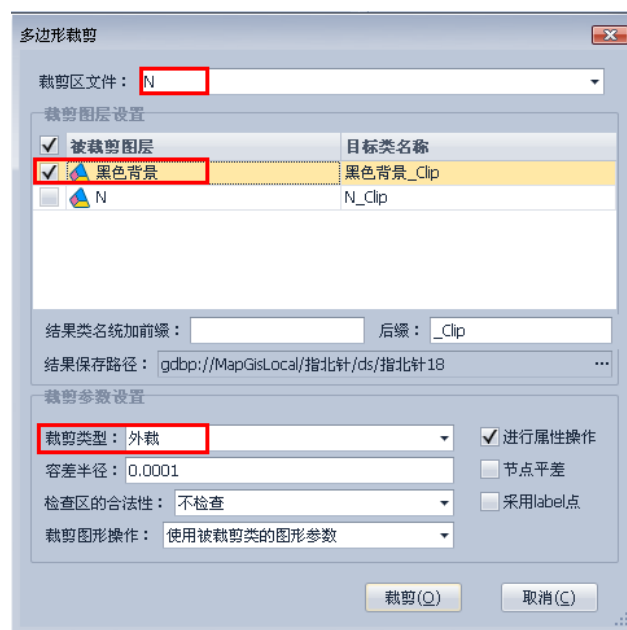 多边形裁剪
裁剪区文件： N
裁剪图层设置
被裁剪图层 目标类名称
黑色背景 黑色背景_Clip
N N_Clip
结果类名统加前缀： 后缀： _Clip
结果保存路径： gdbp://MapGisLocal/指北针/ds/指北针18 ...
裁剪参数设置
裁剪类型： 外裁 进行属性操作
容差半径： 0.0001 节点平差
检查区的合法性： 不检查 采用label点
裁剪图形操作： 使用被裁剪类的图形参数
裁剪(O) 取消(C)